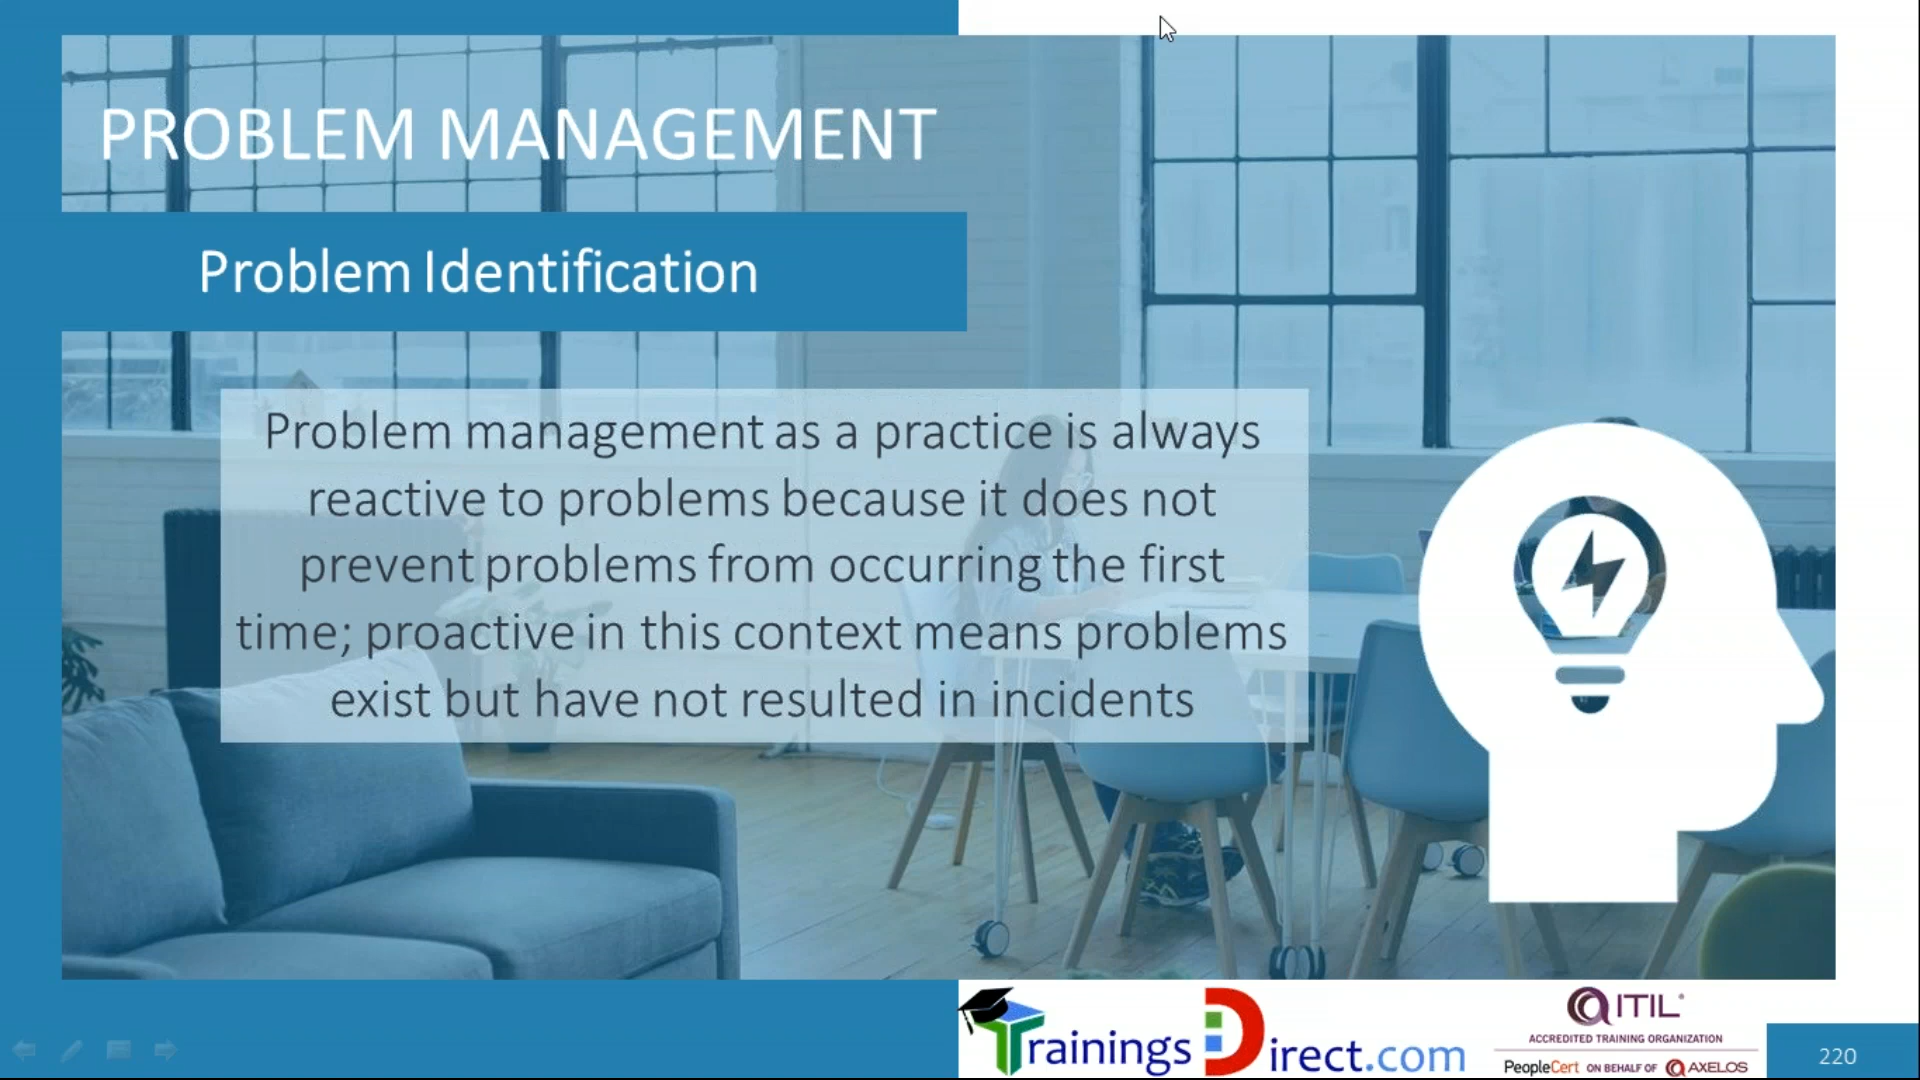 PROBLEM MANAGEMENT
Problem Identification
Problem management as a practice is always
reactive to problems because it does not
prevent problems from occurring the first
time; proactive in this context means problems
exist but have not resulted in incidents
Trainings Direct.com
ITIL®
ACCREDITED TRAINING ORGANIZATION
PeopleCert ON BEHALF OF AXELOS
220